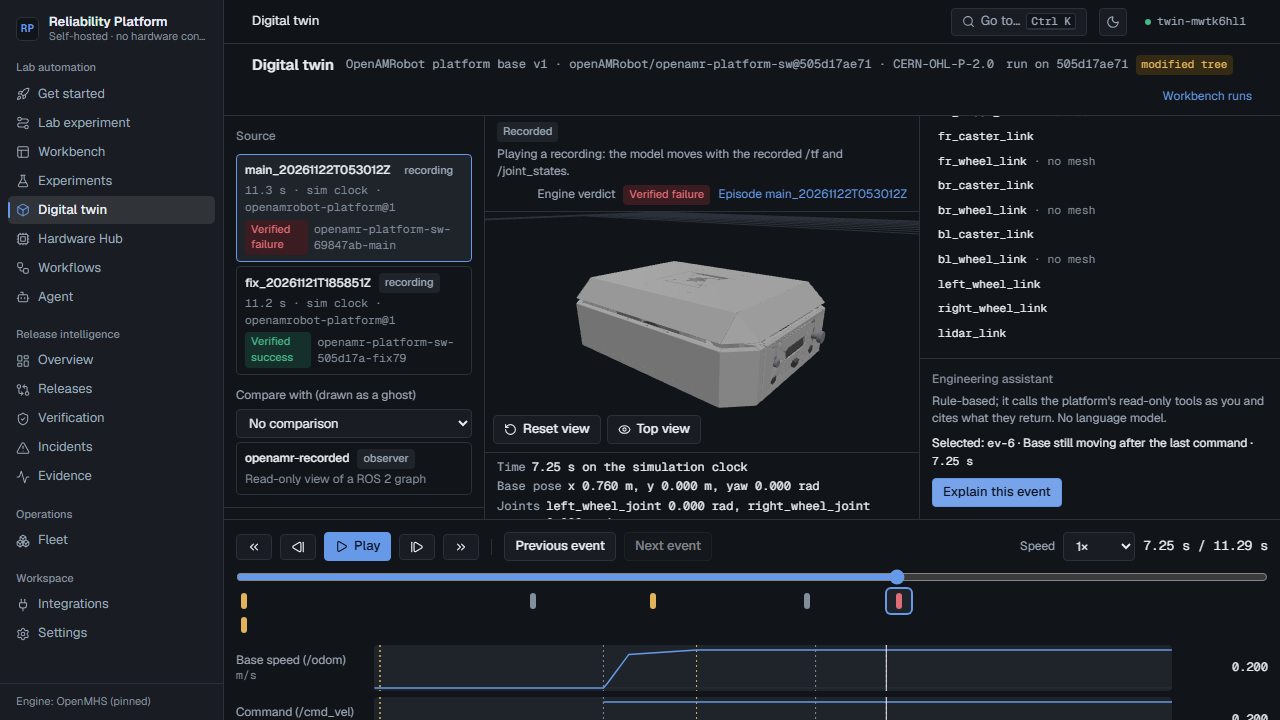 RP
Reliability Platform
Self-hosted · no hardware con...
Lab automation
Get started
Lab experiment
Workbench
Experiments
Digital twin
Hardware Hub
Workflows
Agent
Release intelligence
Overview
Releases
Verification
Incidents
Evidence
Operations
Fleet
Workspace
Integrations
Settings
Engine: OpenMHS (pinned)
Digital twin
Go to... Ctrl K
twin-mwtk6hl1
Digital twin OpenAMRobot platform base v1 · openAMRobot/openamr-platform-sw@505d17ae71 · CERN-OHL-P-2.0 run on 505d17ae71 modified tree
Workbench runs
Source
main_20261122T053012Z recording
11.3 s · sim clock ·
openamrobot-platform@1
Verified failure
openamr-platform-sw-69847ab-main
fix_20261121T185851Z recording
11.2 s · sim clock ·
openamrobot-platform@1
Verified success
openamr-platform-sw-505d17a-fix79
Compare with (drawn as a ghost)
No comparison
openamr-recorded observer
Read-only view of a ROS 2 graph
Recorded
Playing a recording: the model moves with the recorded /tf and
/joint_states.
Engine verdict Verified failure Episode main_20261122T053012Z
Reset view Top view
Time 7.25 s on the simulation clock
Base pose x 0.760 m, y 0.000 m, yaw 0.000 rad
Joints left_wheel_joint 0.000 rad, right_wheel_joint
fr_caster_link
fr_wheel_link · no mesh
br_caster_link
br_wheel_link · no mesh
bl_caster_link
bl_wheel_link · no mesh
left_wheel_link
right_wheel_link
lidar_link
Engineering assistant
Rule-based; it calls the platform's read-only tools as you and
cites what they return. No language model.
Selected: ev-6 · Base still moving after the last command ·
7.25 s
Explain this event
Play
Previous event Next event
Speed 1× 7.25 s / 11.29 s
Base speed (/odom)
m/s
0.200
Command (/cmd_vel)
0.200